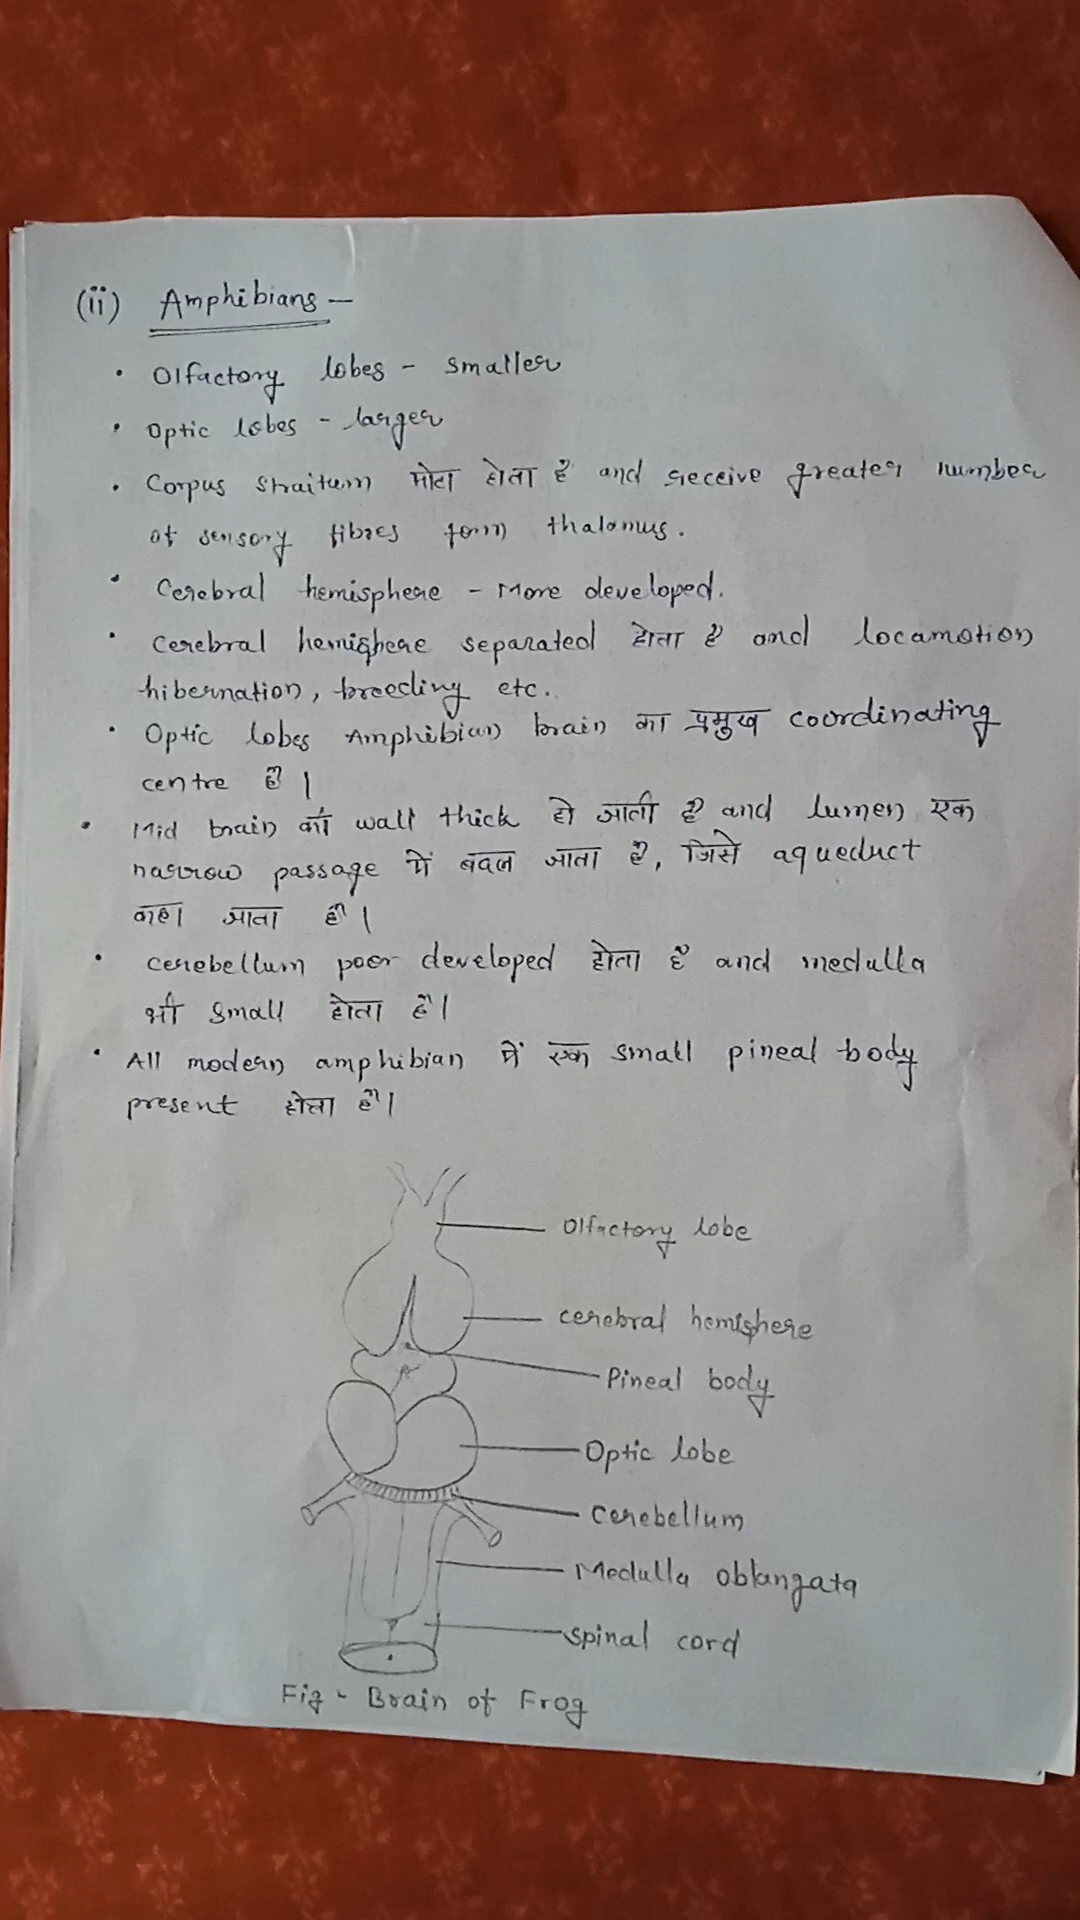 (ii) Amphibians -
• Olfactory lobes - smaller
• Optic lobes - larger
• Corpus straitum मोटा होता है and receive greater number
of sensory fibres form thalamus.
• Cerebral hemisphere - More developed.
• Cerebral hemighere separated होता है and locamotion
hibernation, breeding etc.
• Optic lobes Amphibian brain का प्रमुख coordinating
centre है।
• Mid brain की wall thick हो जाती है and lumen एक
narrow passage में बदल जाता है, जिसे aqueduct
कहा जाता है।
• Cerebellum poor developed होता है and medulla
भी small होता है।
• All modern amphibian में एक small pineal body
present होता है।
Olfactory lobe
cerebral hemishere
Pineal body
Optic lobe
Cerebellum
Medulla oblangata
spinal cord
Fig - Brain of Frog